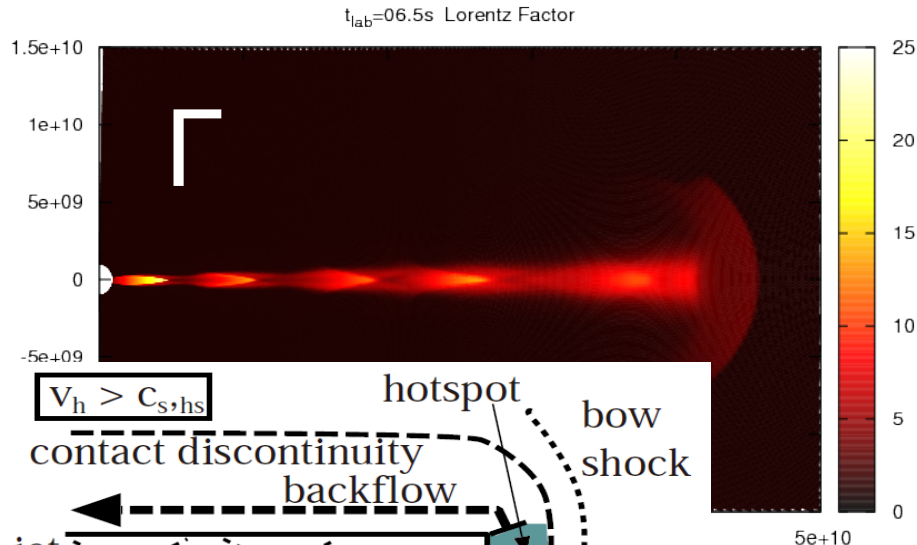 t_lab=06.5s Lorentz Factor
1.5e+10
1e+10
5e+09
0
-5e+09
25
20
15
10
5
0
5e+10
v_h > c_s,hs
hotspot
bow
shock
contact discontinuity
backflow
jet
Γ